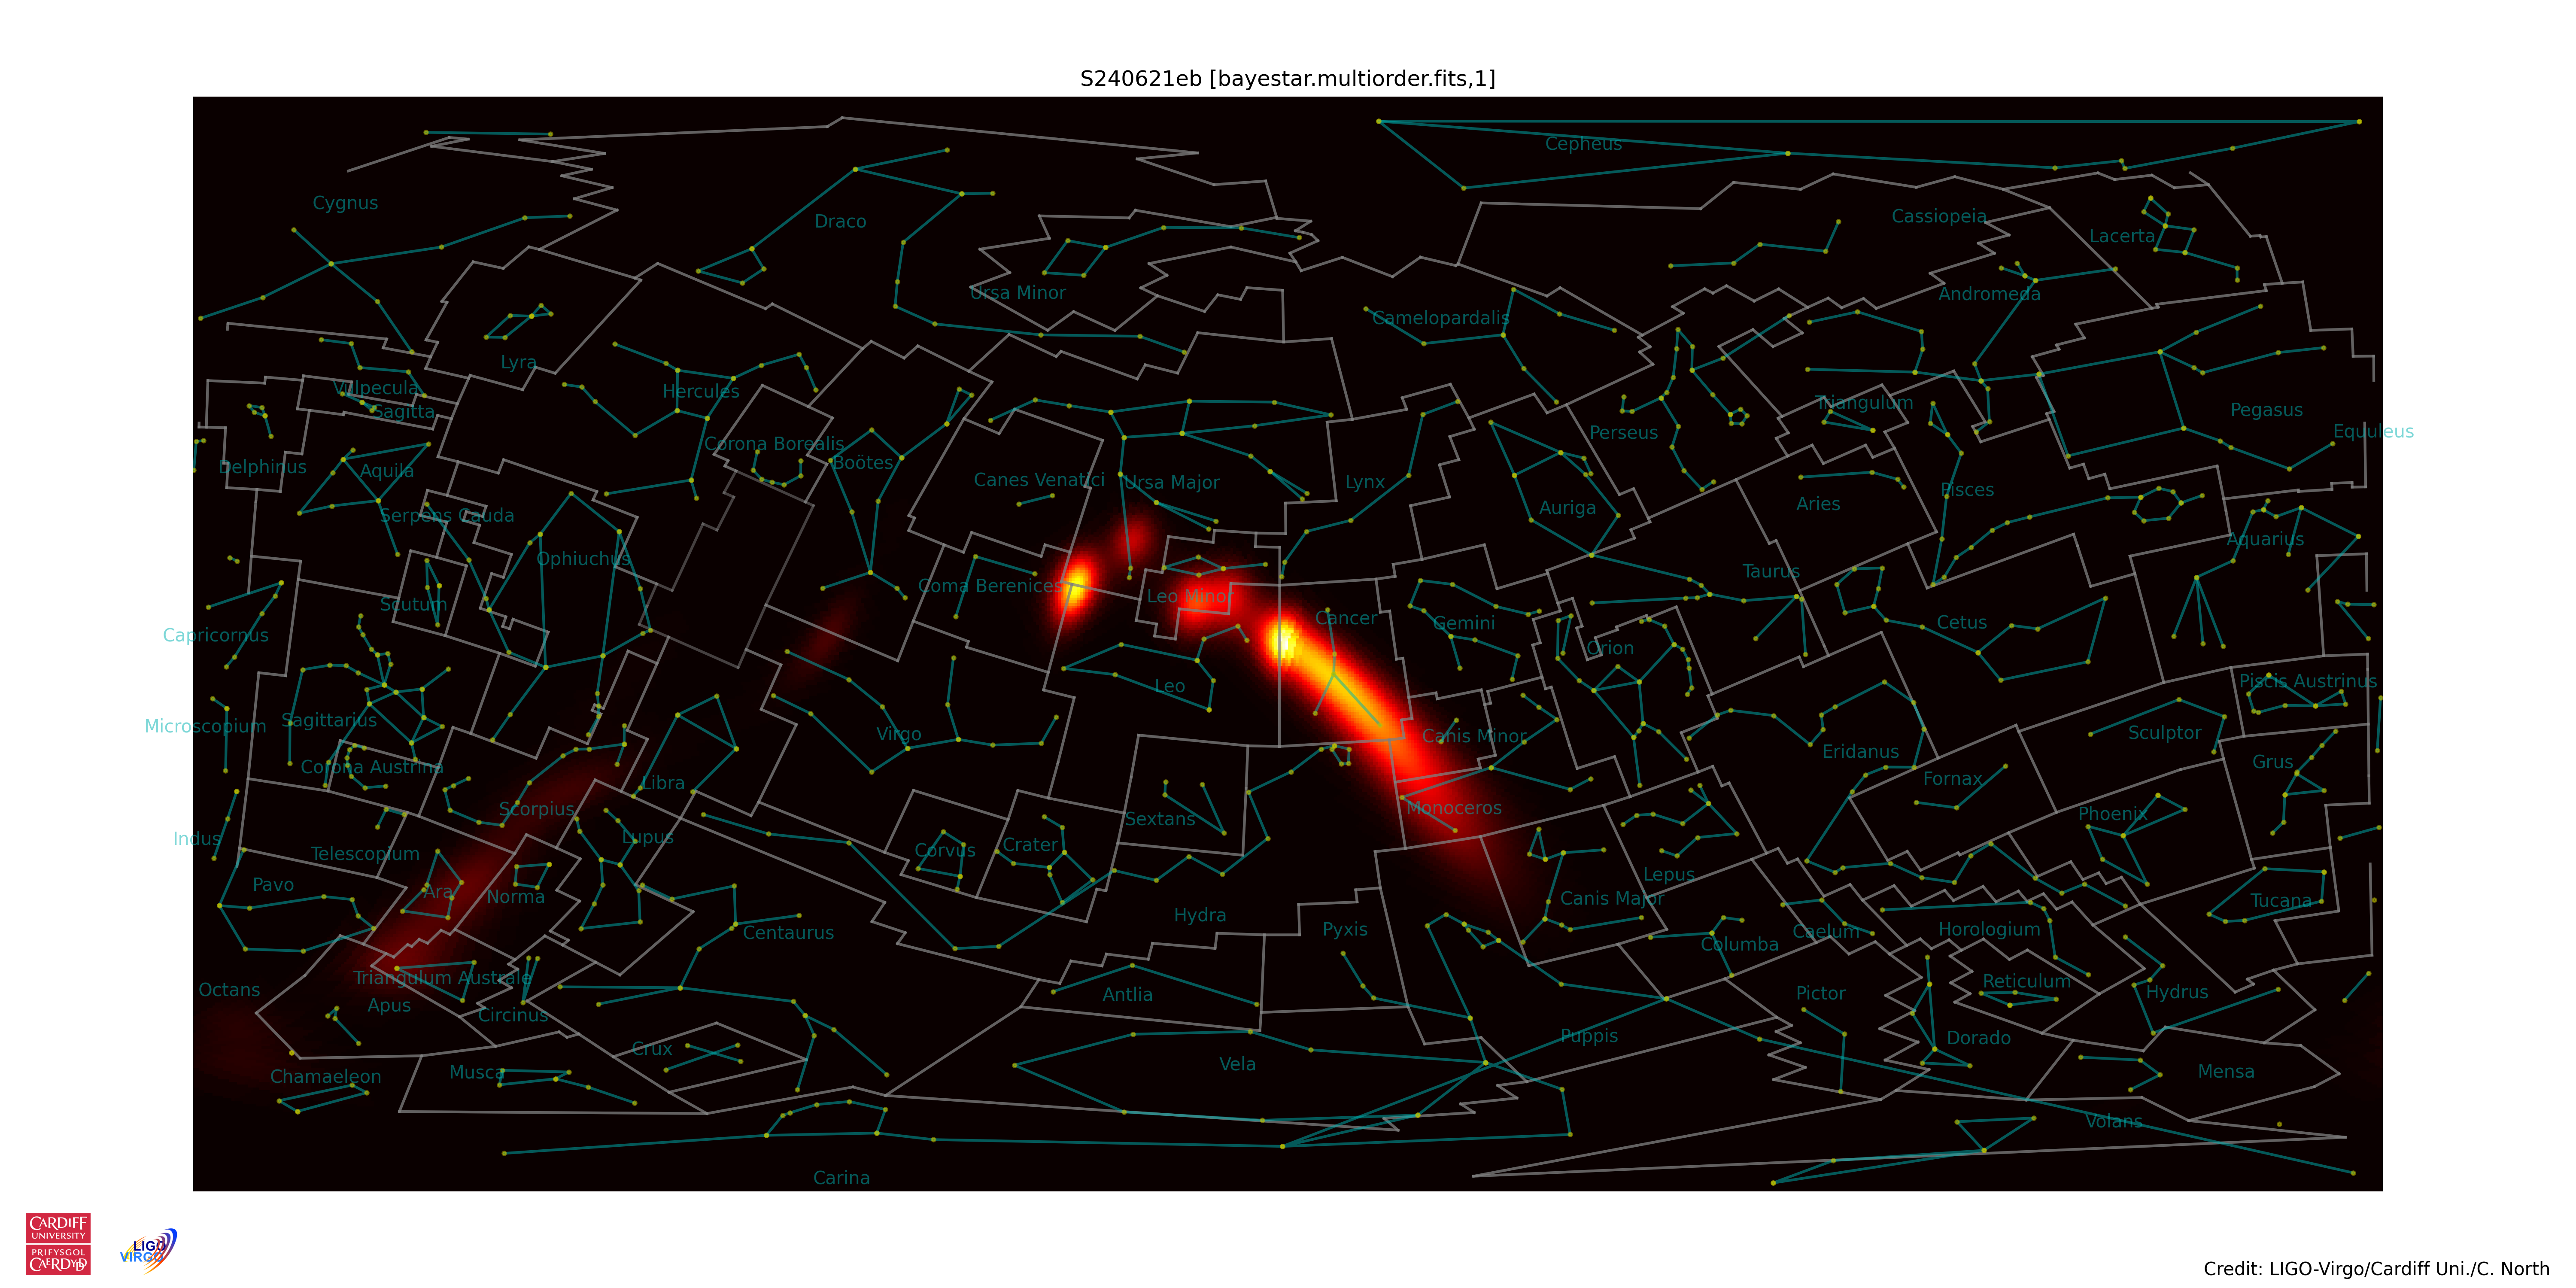 S240621eb [bayestar.multiorder.fits,1]
Cepheus
Cygnus
Draco
Cassiopeia
Lacerta
Ursa Minor
Andromeda
Camelopardalis
Lyra
Vulpecula
Hercules
Sagitta
Triangulum
Pegasus
Corona Borealis
Perseus
Equuleus
Delphinus
Aquila
Boötes
Canes Venatici
Ursa Major
Lynx
Auriga
Aries
Pisces
Serpens Cauda
Aquarius
Ophiuchus
Taurus
Coma Berenices
Leo Minor
Scutum
Cancer
Gemini
Cetus
Capricornus
Orion
Leo
Piscis Austrinus
Microscopium
Sagittarius
Virgo
Canis Minor
Sculptor
Eridanus
Corona Austrina
Libra
Fornax
Grus
Scorpius
Monoceros
Sextans
Phoenix
Indus
Lupus
Telescopium
Corvus
Crater
Lepus
Pavo
Ara
Norma
Canis Major
Tucana
Hydra
Pyxis
Centaurus
Columba
Caelum
Horologium
Triangulum Australe
Reticulum
Octans
Antlia
Pictor
Hydrus
Apus
Circinus
Puppis
Dorado
Crux
Vela
Chamaeleon
Musca
Mensa
Volans
Carina
CARDIFF
UNIVERSITY
PRIFYSGOL
CAERDYDD
LIGO
VIRGO
Credit: LIGO-Virgo/Cardiff Uni./C. North